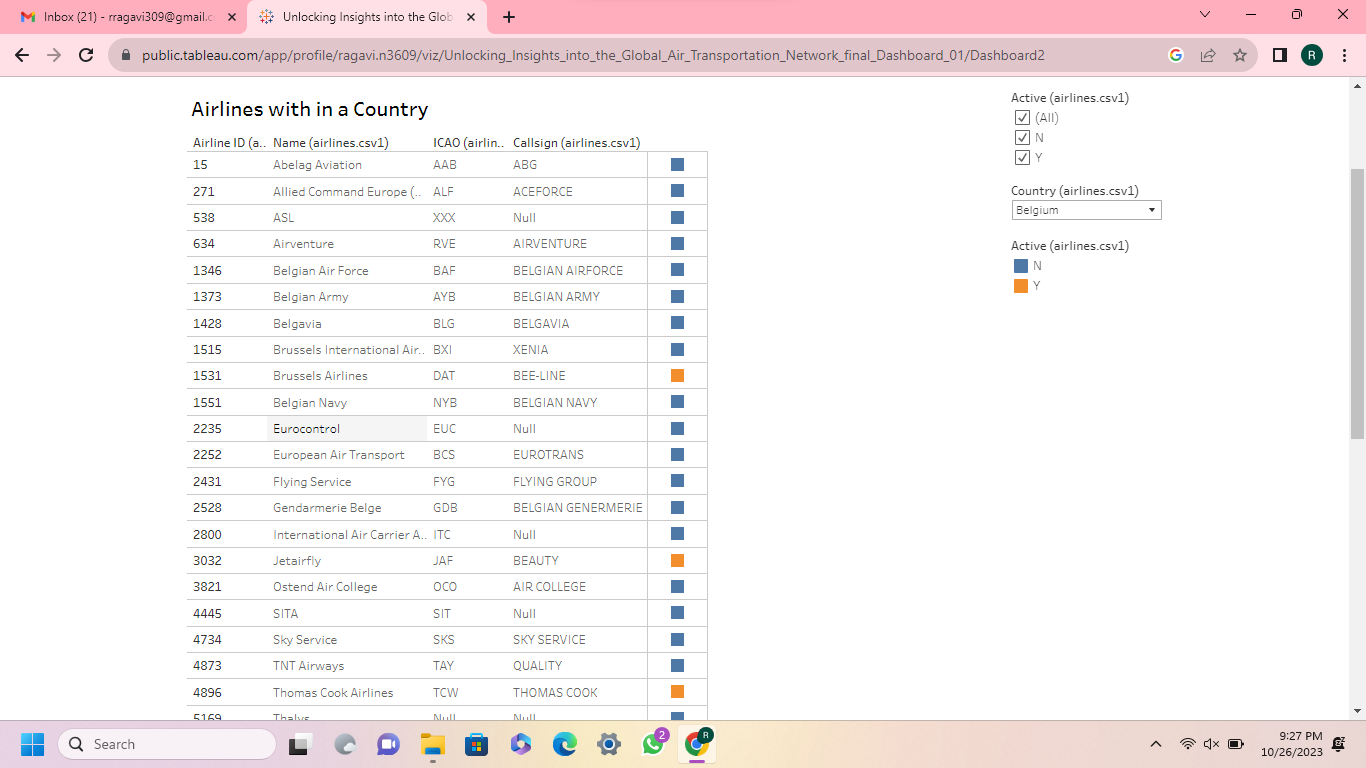 Inbox (21) - rragavi309@gmail.c
Unlocking Insights into the Glob
public.tableau.com/app/profile/ragavi.n3609/viz/Unlocking_Insights_into_the_Global_Air_Transportation_Network_final_Dashboard_01/Dashboard2
G
R
Airlines with in a Country
Airline ID (a.. Name (airlines.csv1) ICAO (airlin.. Callsign (airlines.csv1)
15 Abelag Aviation AAB ABG
271 Allied Command Europe (.. ALF ACEFORCE
538 ASL XXX Null
634 Airventure RVE AIRVENTURE
1346 Belgian Air Force BAF BELGIAN AIRFORCE
1373 Belgian Army AYB BELGIAN ARMY
1428 Belgavia BLG BELGAVIA
1515 Brussels International Air.. BXI XENIA
1531 Brussels Airlines DAT BEE-LINE
1551 Belgian Navy NYB BELGIAN NAVY
2235 Eurocontrol EUC Null
2252 European Air Transport BCS EUROTRANS
2431 Flying Service FYG FLYING GROUP
2528 Gendarmerie Belge GDB BELGIAN GENERMERIE
2800 International Air Carrier A.. ITC Null
3032 Jetairfly JAF BEAUTY
3821 Ostend Air College OCO AIR COLLEGE
4445 SITA SIT Null
4734 Sky Service SKS SKY SERVICE
4873 TNT Airways TAY QUALITY
4896 Thomas Cook Airlines TCW THOMAS COOK
5169 Thalys Null Null
Active (airlines.csv1)
(All)
N
Y
Country (airlines.csv1)
Belgium
Active (airlines.csv1)
N
Y
Search
2
R
9:27 PM
10/26/2023